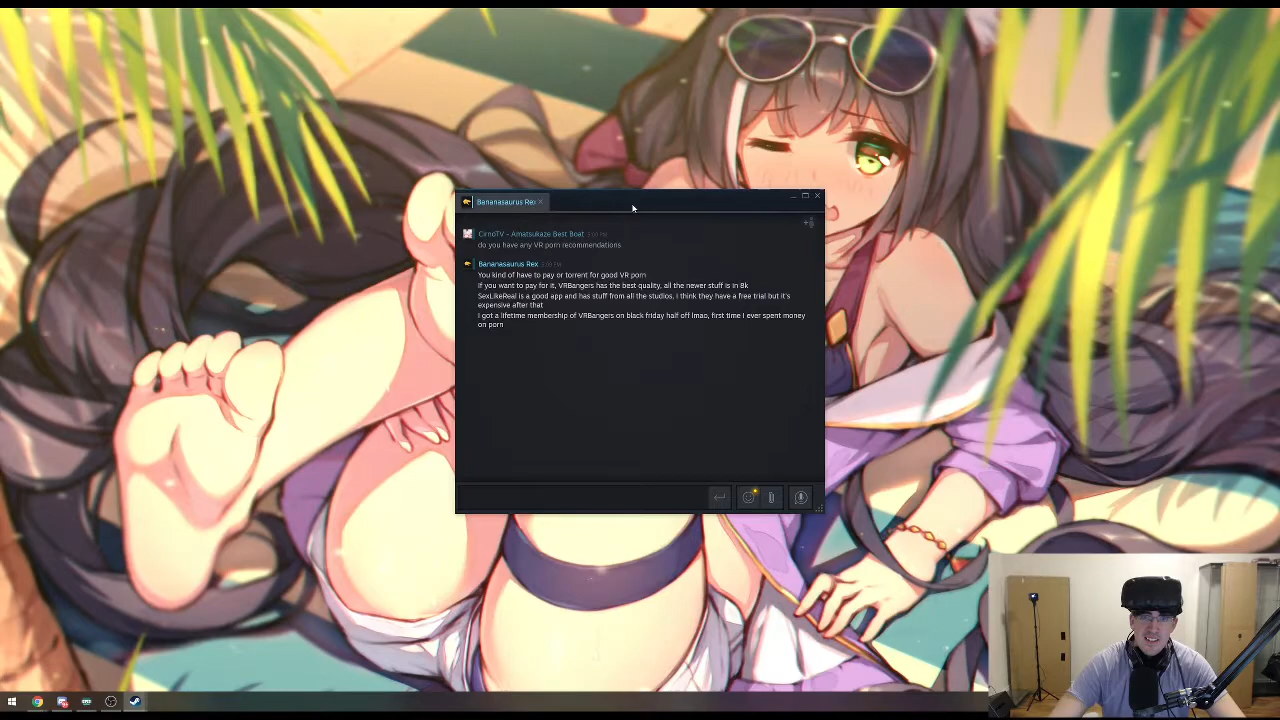 Bananasaurus Rex
CirnoTV - Amatsukaze Best Boat
do you have any VR porn recommendations
Bananasaurus Rex
You kind of have to pay or torrent for good VR porn
If you want to pay for it, VRBangers has the best quality, all the newer stuff is in 8k
SexLikeReal is a good app and has stuff from all the studios, I think they have a free trial but it's
expensive after that
I got a lifetime membership of VRBangers on black friday half off lmao, first time I ever spent money
on porn